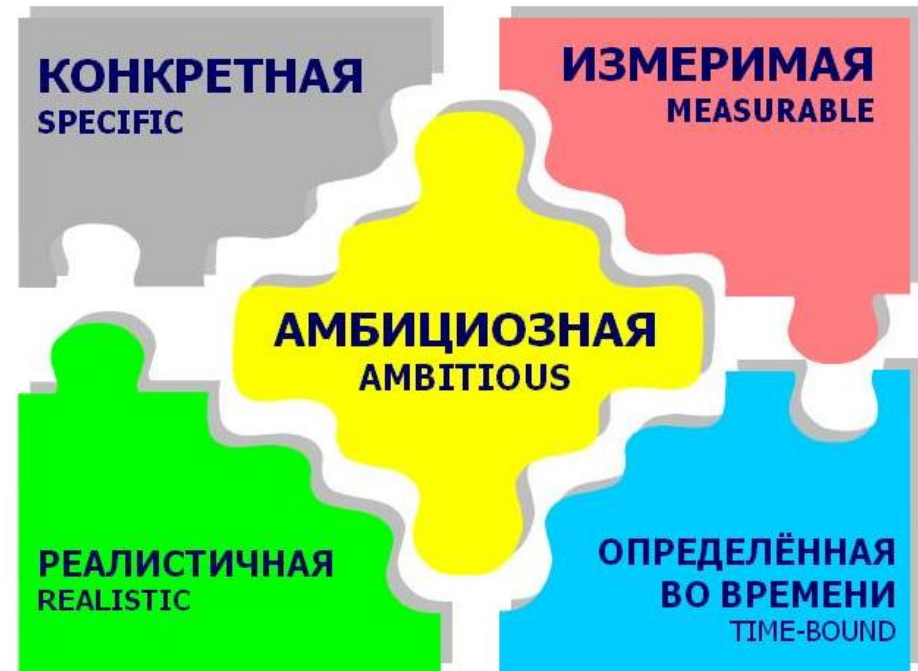 КОНКРЕТНАЯ
SPECIFIC
ИЗМЕРИМАЯ
MEASURABLE
АМБИЦИОЗНАЯ
AMBITIOUS
РЕАЛИСТИЧНАЯ
REALISTIC
ОПРЕДЕЛЁННАЯ
ВО ВРЕМЕНИ
TIME-BOUND